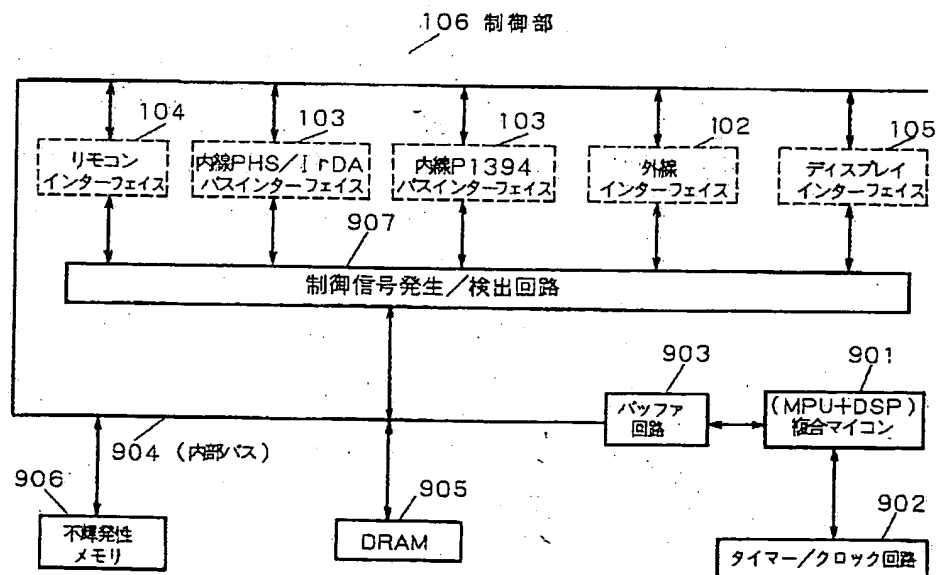 106 制御部
104
103
103
102
105
リモコン
インターフェイス
内線PHS/IrDA
バスインターフェイス
内線P1394
バスインターフェイス
外線
インターフェイス
ディスプレイ
インターフェイス
907
制御信号発生/検出回路
903
901
バッファ
回路
(MPU+DSP)
複合マイコン
904 (内部バス)
906
905
902
不輝発性
メモリ
DRAM
タイマー/クロック回路